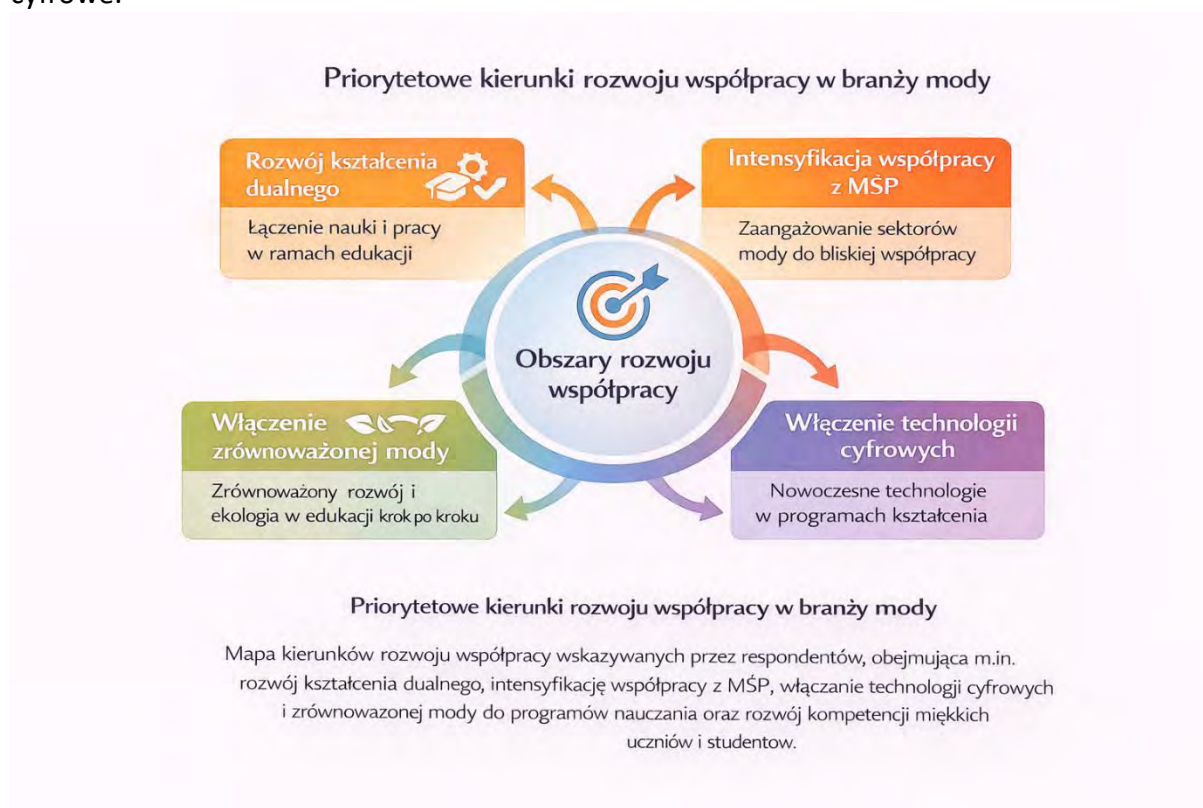 cyfrowe.
Priorytetowe kierunki rozwoju współpracy w branży mody
Rozwój kształcenia
dualnego
Łączenie nauki i pracy
w ramach edukacji
Intensyfikacja współpracy
z MŚP
Zaangażowanie sektorów
mody do bliskiej współpracy
Obszary rozwoju
współpracy
Włączenie
zrównoważonej mody
Zrównoważony rozwój i
ekologia w edukacji krok po kroku
Włęczenie technologii
cyfrowych
Nowoczesne technologie
w programach kształcenia
Priorytetowe kierunki rozwoju współpracy w branży mody
Mapa kierunków rozwoju współpracy wskazywanych przez respondentów, obejmująca m.in.
rozwój kształcenia dualnego, intensyfikację współpracy z MŚP, włączanie technologji cyfrowych
i zrównowazonej mody do programów nauczania oraz rozwój kompetencji miękkich
uczniów i studentow.